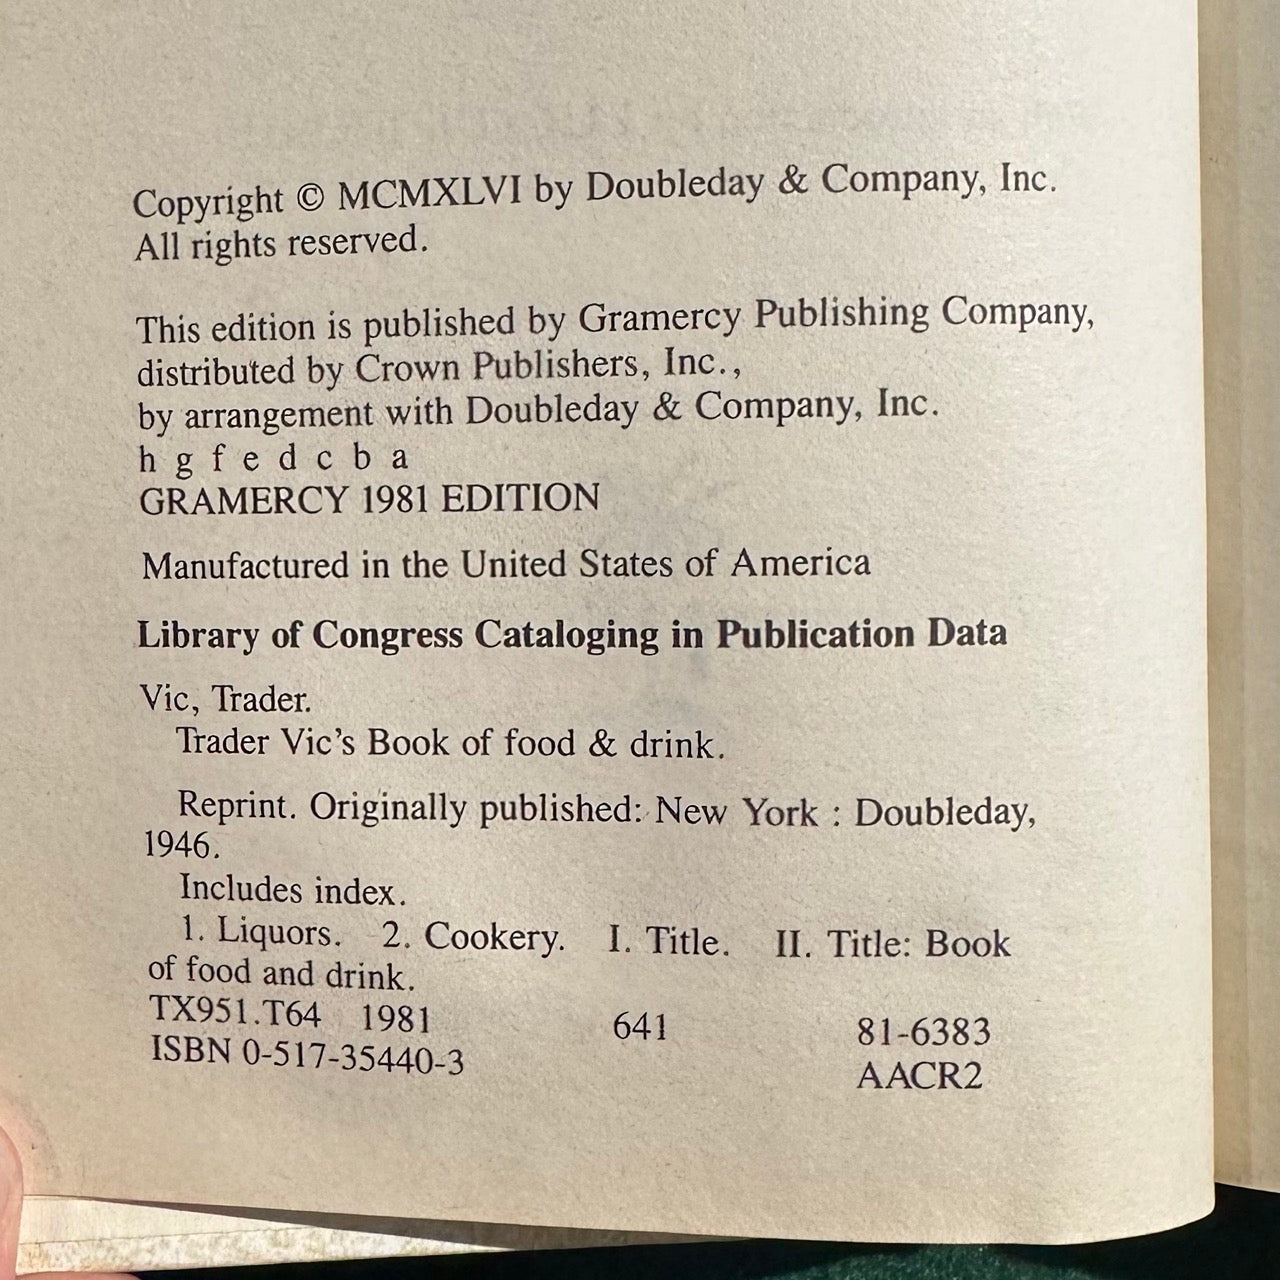 Copyright © MCMXLVI by Doubleday & Company, Inc.
All rights reserved.
This edition is published by Gramercy Publishing Company,
distributed by Crown Publishers, Inc.,
by arrangement with Doubleday & Company, Inc.
h g f e d c b a
GRAMERCY 1981 EDITION
Manufactured in the United States of America
Library of Congress Cataloging in Publication Data
Vic, Trader.
Trader Vic's Book of food & drink.
Reprint. Originally published: New York : Doubleday,
1946.
Includes index.
1. Liquors. 2. Cookery. I. Title. II. Title: Book
of food and drink.
TX951.T64 1981 641 81-6383
ISBN 0-517-35440-3 AACR2